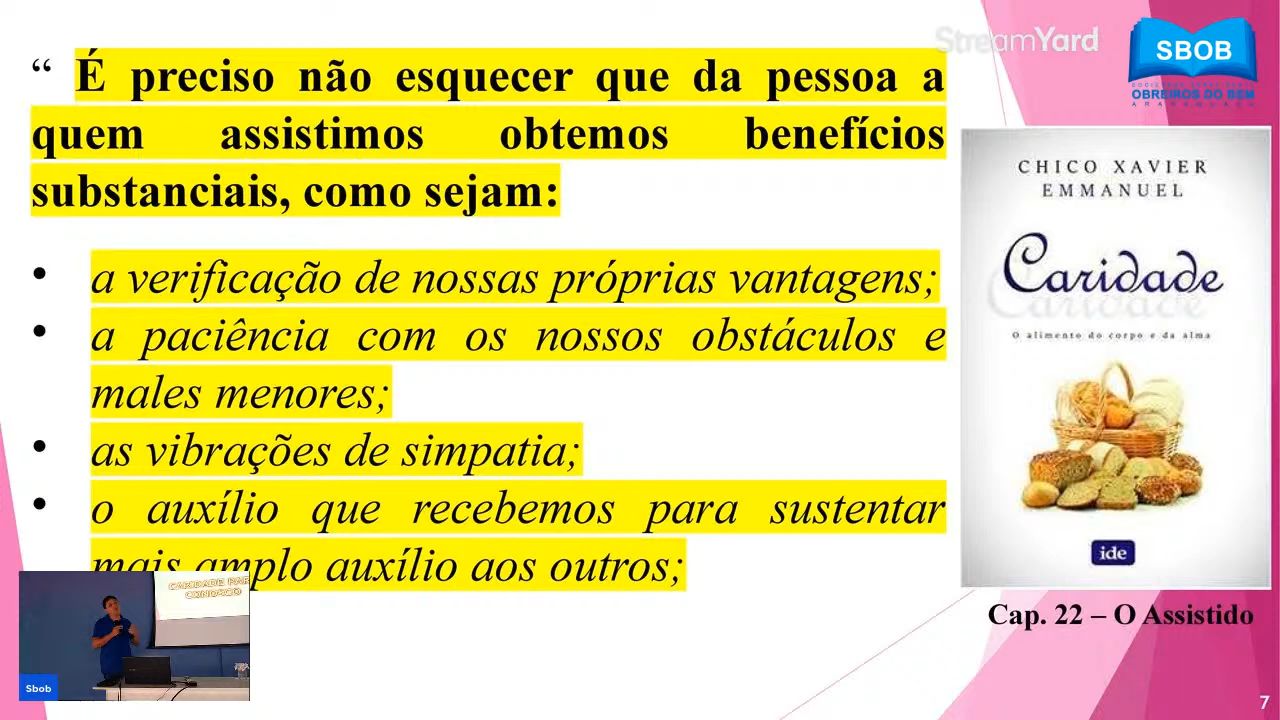 StreamYard
SBOB
OBREIROS DO BEM
ARARAQUARA
“ É preciso não esquecer que da pessoa a
quem assistimos obtemos benefícios
substanciais, como sejam:
• a verificação de nossas próprias vantagens;
• a paciência com os nossos obstáculos e
males menores;
• as vibrações de simpatia;
• o auxílio que recebemos para sustentar
mais amplo auxílio aos outros;
CHICO XAVIER
EMMANUEL
Caridade
O alimento do corpo e da alma
ide
Cap. 22 – O Assistido
CARIDADE PAR
Sbob
7